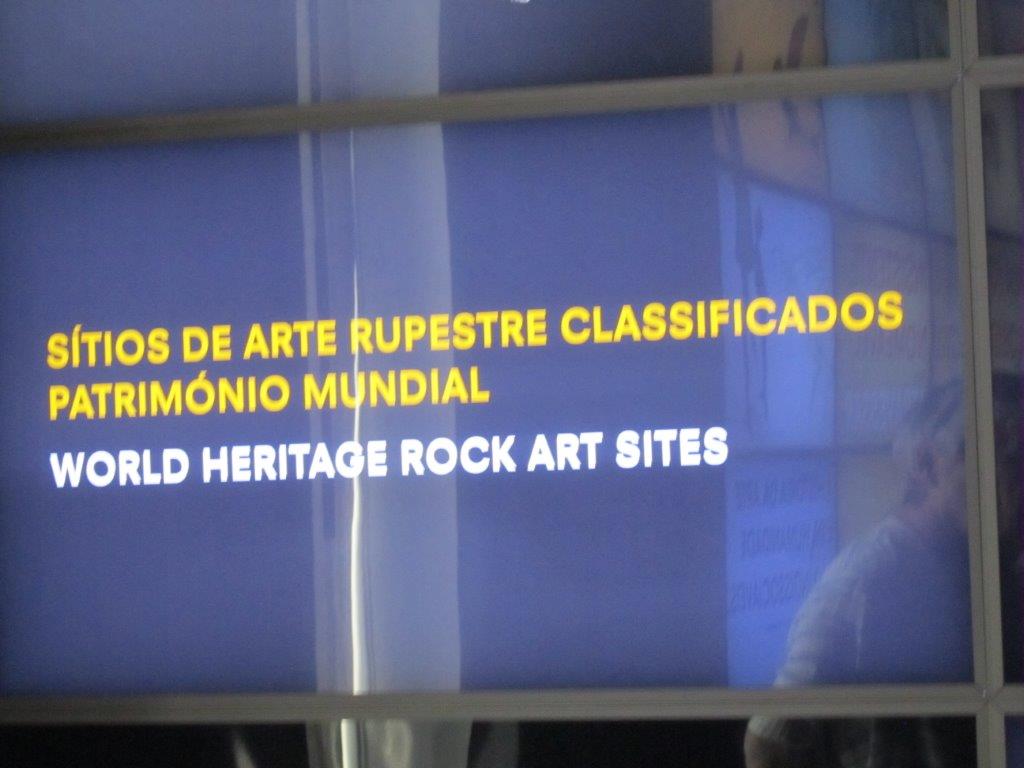 SÍTIOS DE ARTE RUPESTRE CLASSIFICADOS
PATRIMÓNIO MUNDIAL
WORLD HERITAGE ROCK ART SITES